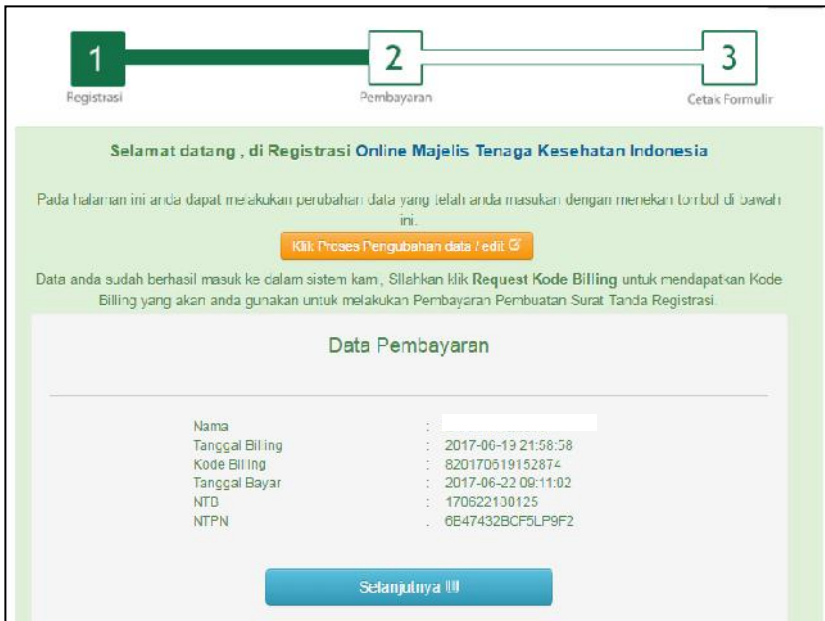 1
2
3
Registrasi
Pembayaran
Cetak Formulir
Selamat datang , di Registrasi Online Majelis Tenaga Kesehatan Indonesia
Pada halaman ini anda dapat melakukan perubahan data yang telah anda masukan dengan menekan tombol di bawah
ini.
Klik Proses Pengubahan data / edit
Data anda sudah berhasil masuk ke dalam sistem kami, Silahkan klik Request Kode Billing untuk mendapatkan Kode
Billing yang akan anda gunakan untuk melakukan Pembayaran Pembuatan Surat Tanda Registrasi.
Data Pembayaran
Nama :
Tanggal Billing : 2017-06-19 21:58:58
Kode Billing : 820170619152874
Tanggal Bayar : 2017-06-22 09:11:02
NTB : 170622130125
NTPN : 6B47432BCF5LP9F2
Selanjutnya